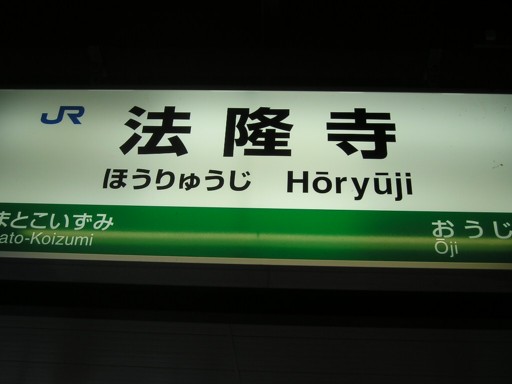 JR 法隆寺
ほうりゅうじ Hōryūji
まとこいずみ おうじ
ato-Koizumi Ōji